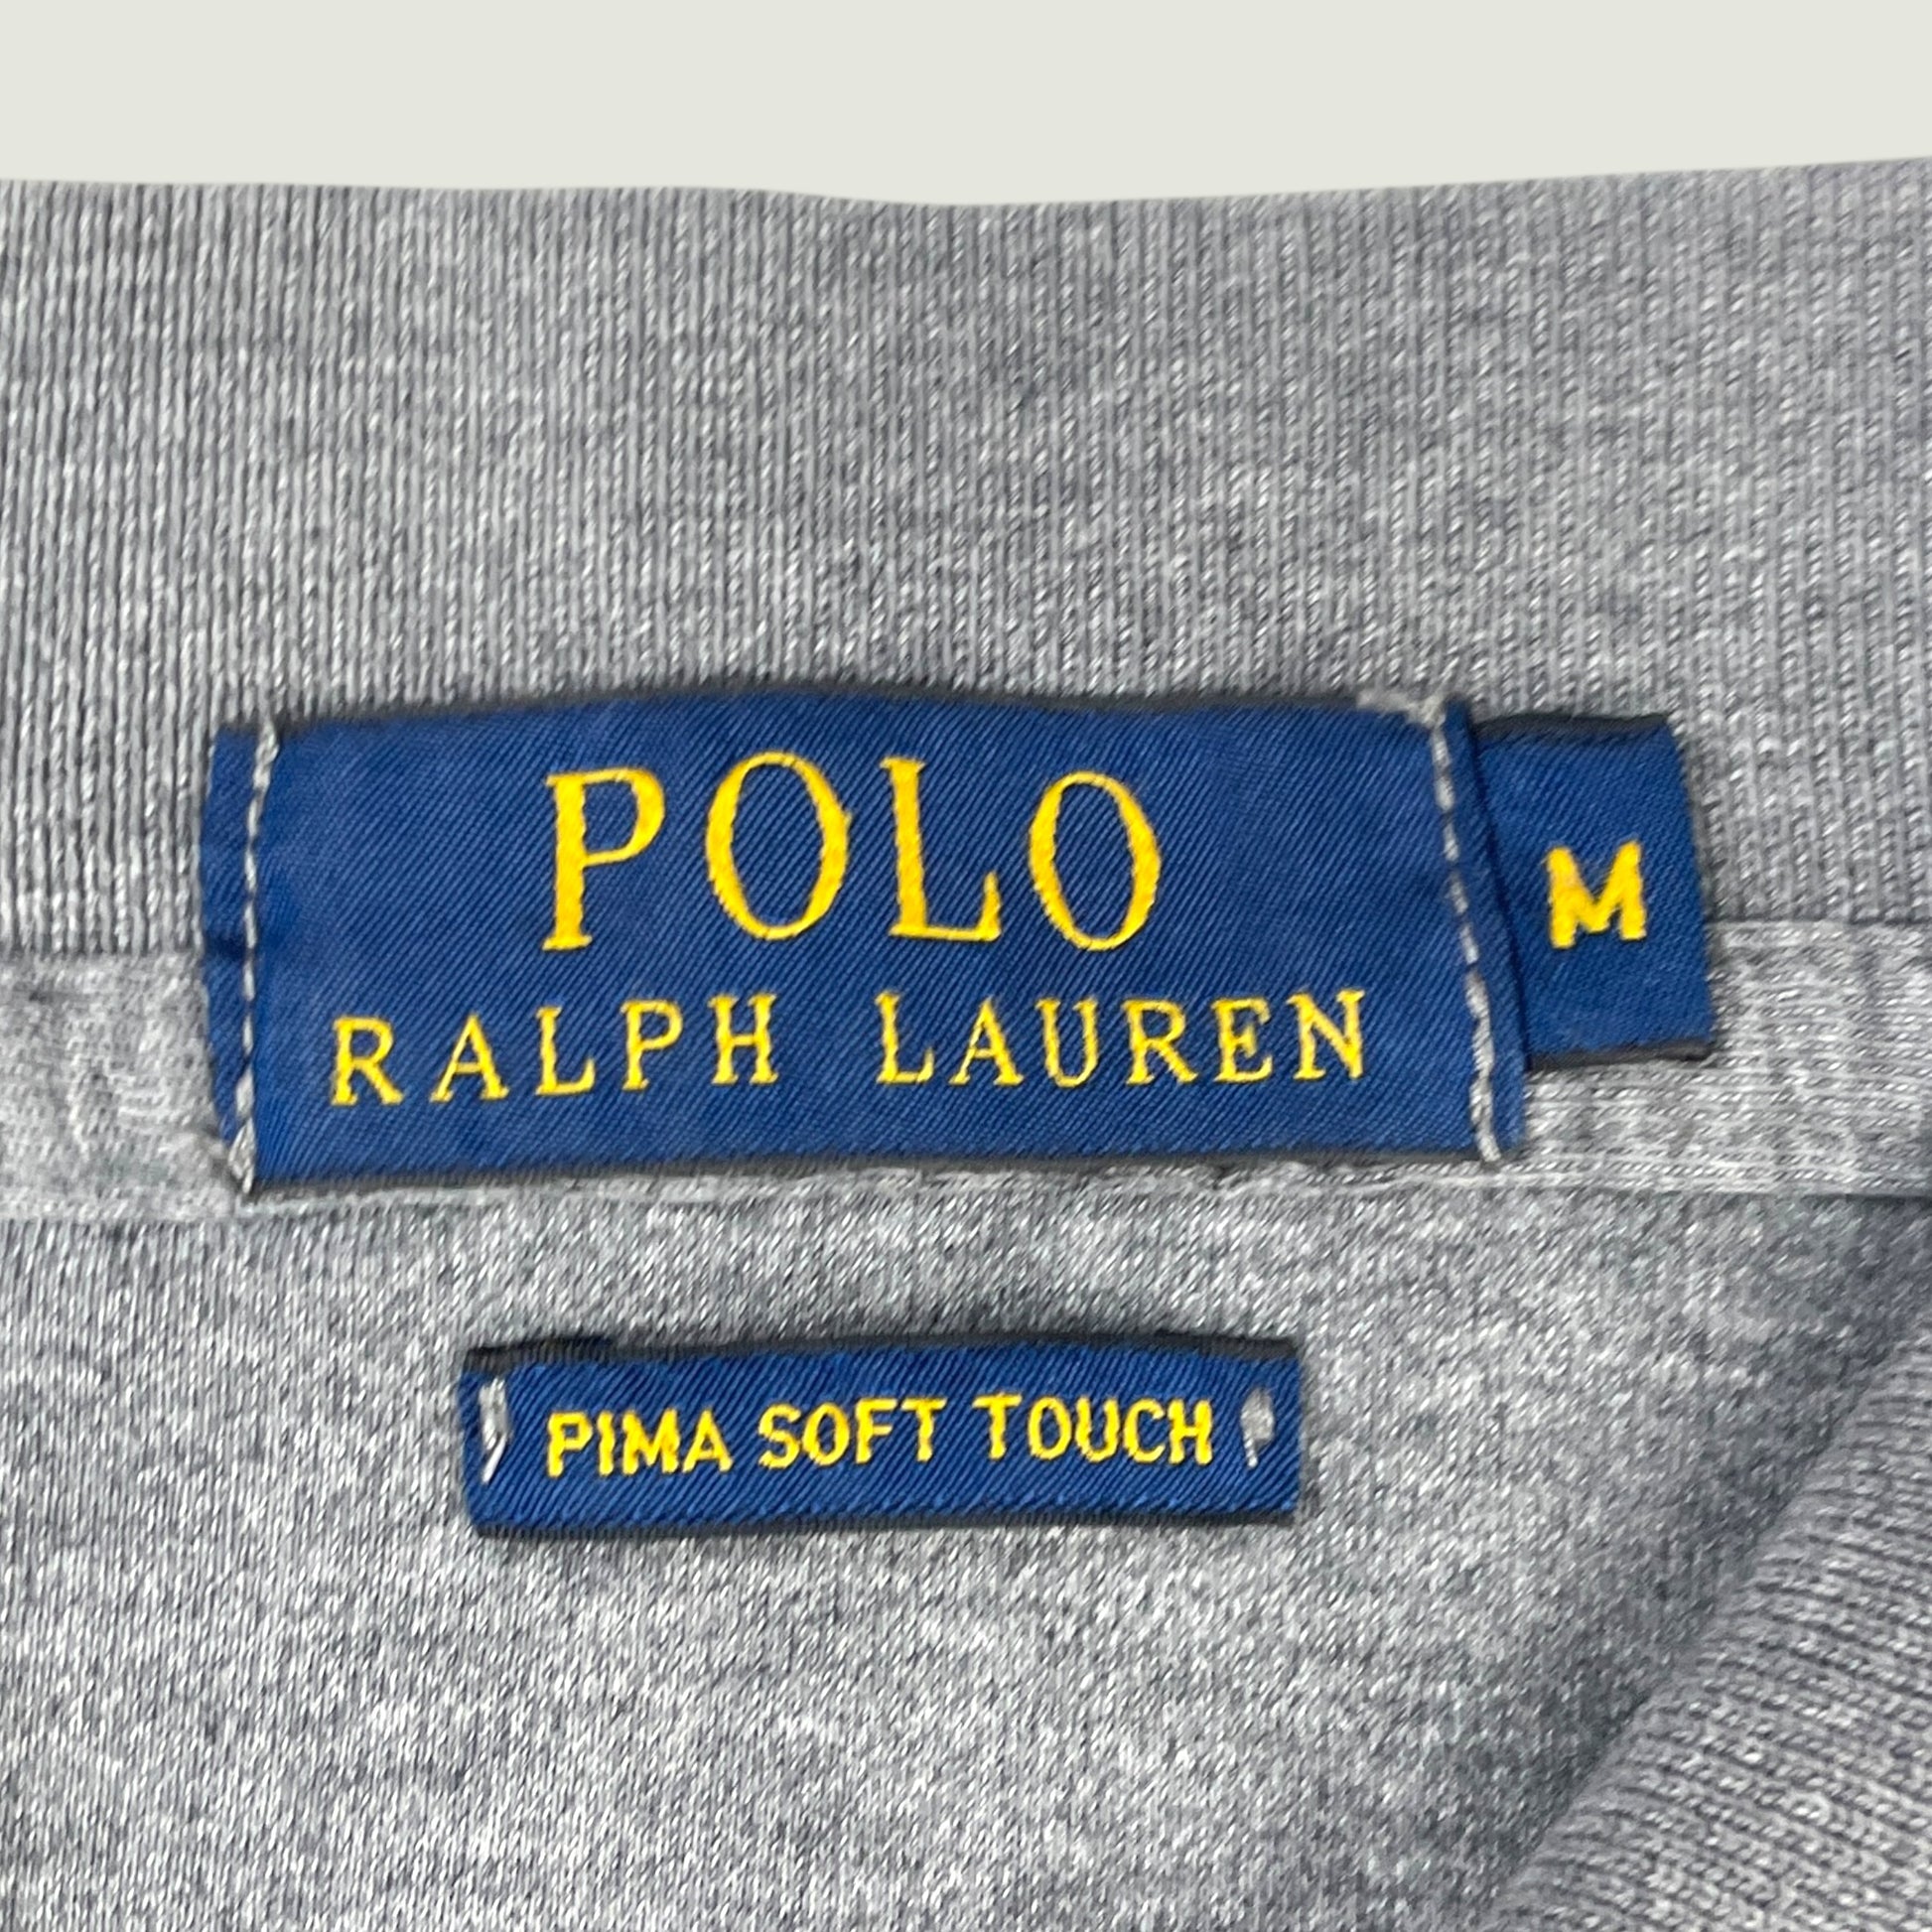 POLO
RALPH LAUREN
M
PIMA SOFT TOUCH